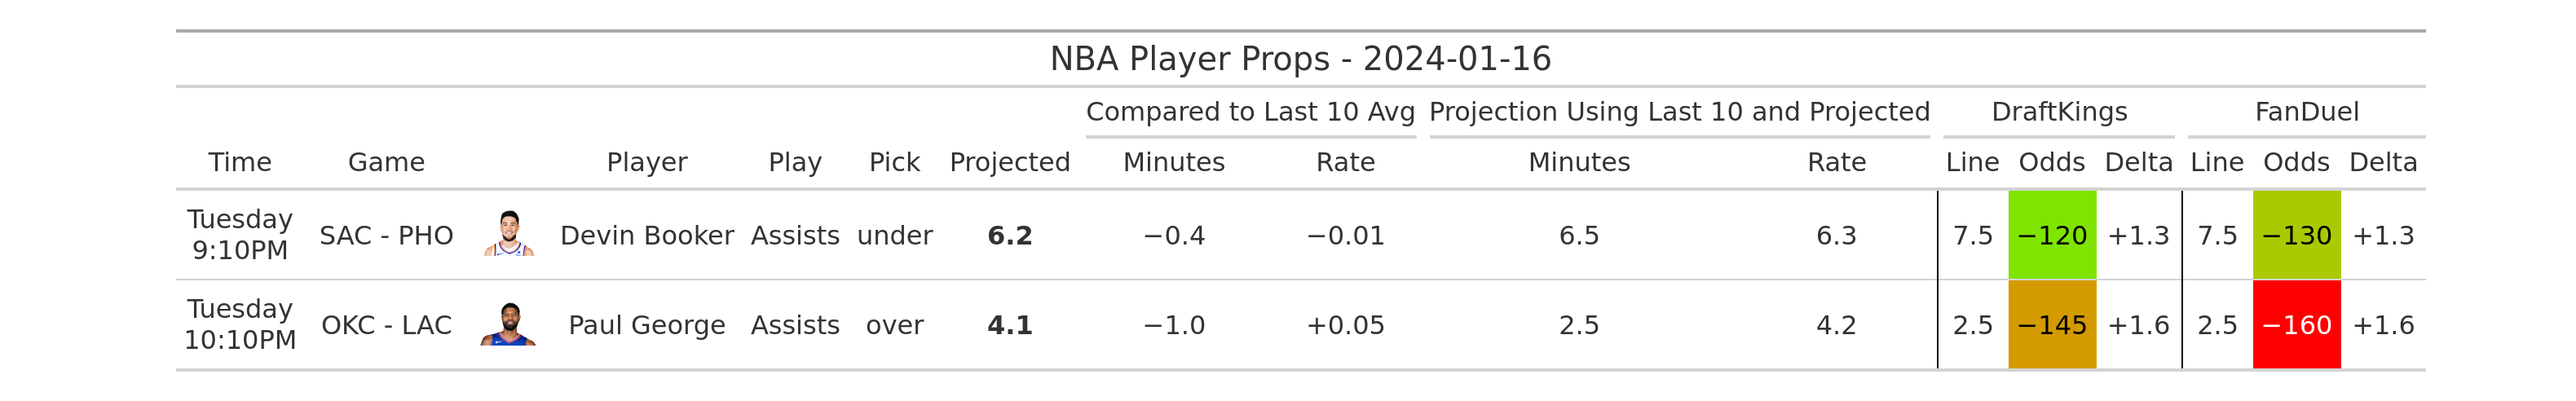 NBA Player Props - 2024-01-16
Compared to Last 10 Avg Projection Using Last 10 and Projected DraftKings FanDuel
Time Game Player Play Pick Projected Minutes Rate Minutes Rate Line Odds Delta Line Odds Delta
Tuesday
9:10PM SAC - PHO Devin Booker Assists under 6.2 −0.4 −0.01 6.5 6.3 7.5 −120 +1.3 7.5 −130 +1.3
Tuesday
10:10PM OKC - LAC Paul George Assists over 4.1 −1.0 +0.05 2.5 4.2 2.5 −145 +1.6 2.5 −160 +1.6